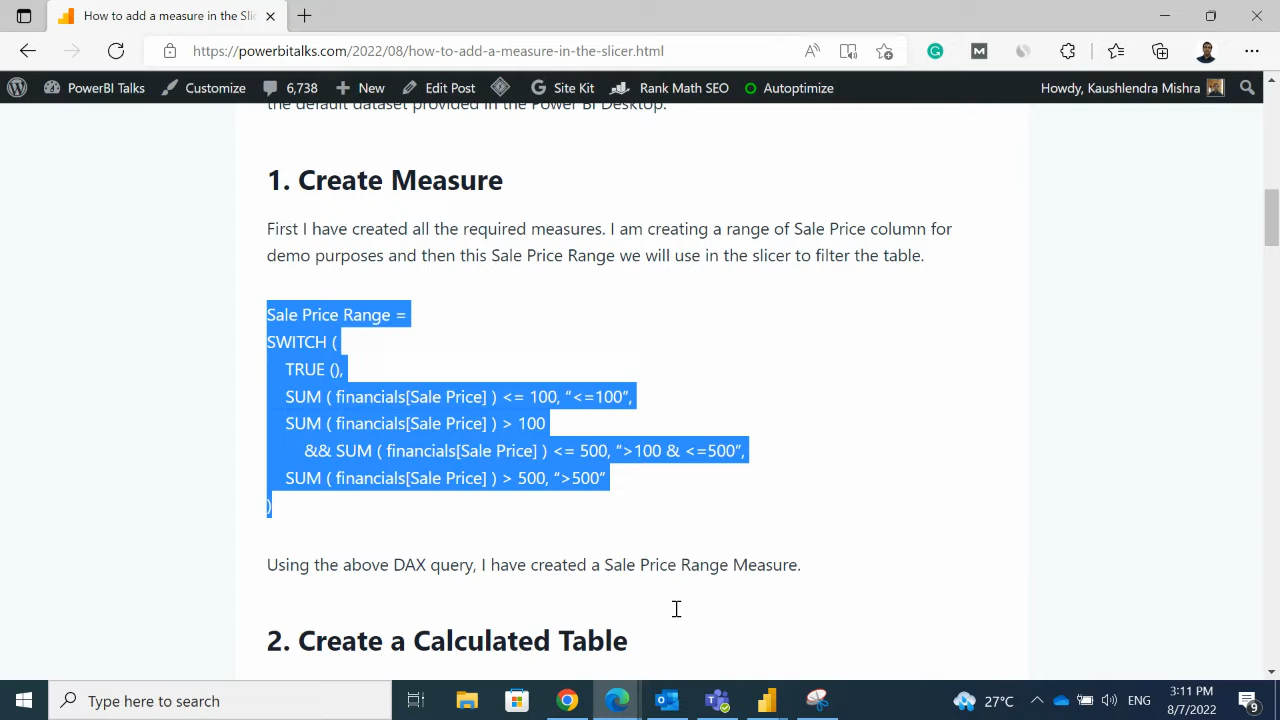 How to add a measure in the Slic
https://powerbitalks.com/2022/08/how-to-add-a-measure-in-the-slicer.html
PowerBI Talks Customize 6,738 New Edit Post Site Kit Rank Math SEO Autoptimize Howdy, Kaushlendra Mishra
the default dataset provided in the Power BI Desktop.
1. Create Measure
First I have created all the required measures. I am creating a range of Sale Price column for
demo purposes and then this Sale Price Range we will use in the slicer to filter the table.
Sale Price Range =
SWITCH (
TRUE (),
SUM ( financials[Sale Price] ) <= 100, “<=100”,
SUM ( financials[Sale Price] ) > 100
&& SUM ( financials[Sale Price] ) <= 500, “>100 & <=500”,
SUM ( financials[Sale Price] ) > 500, “>500”
)
Using the above DAX query, I have created a Sale Price Range Measure.
2. Create a Calculated Table
Type here to search
27°C
ENG
3:11 PM
8/7/2022
9